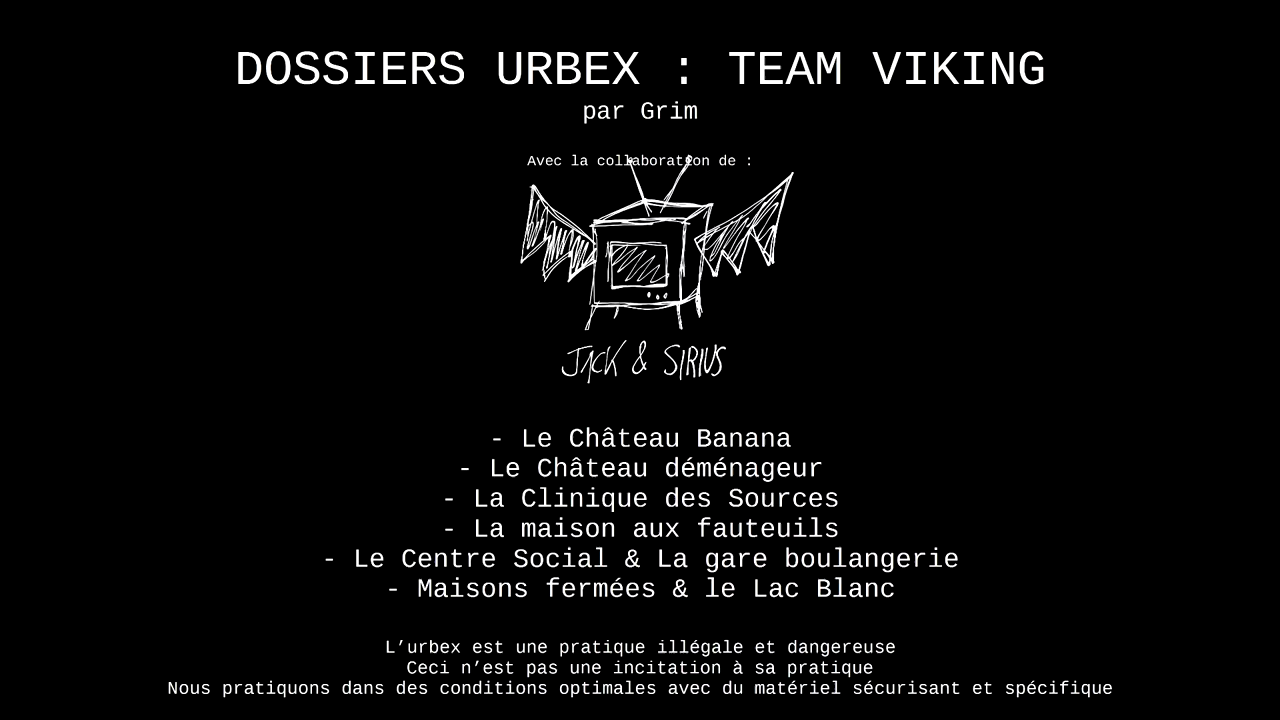 DOSSIERS URBEX : TEAM VIKING
par Grim
Avec la collaboration de :
JACK & SIRIUS
- Le Château Banana
- Le Château déménageur
- La Clinique des Sources
- La maison aux fauteuils
- Le Centre Social & La gare boulangerie
- Maisons fermées & le Lac Blanc
L’urbex est une pratique illégale et dangereuse
Ceci n’est pas une incitation à sa pratique
Nous pratiquons dans des conditions optimales avec du matériel sécurisant et spécifique